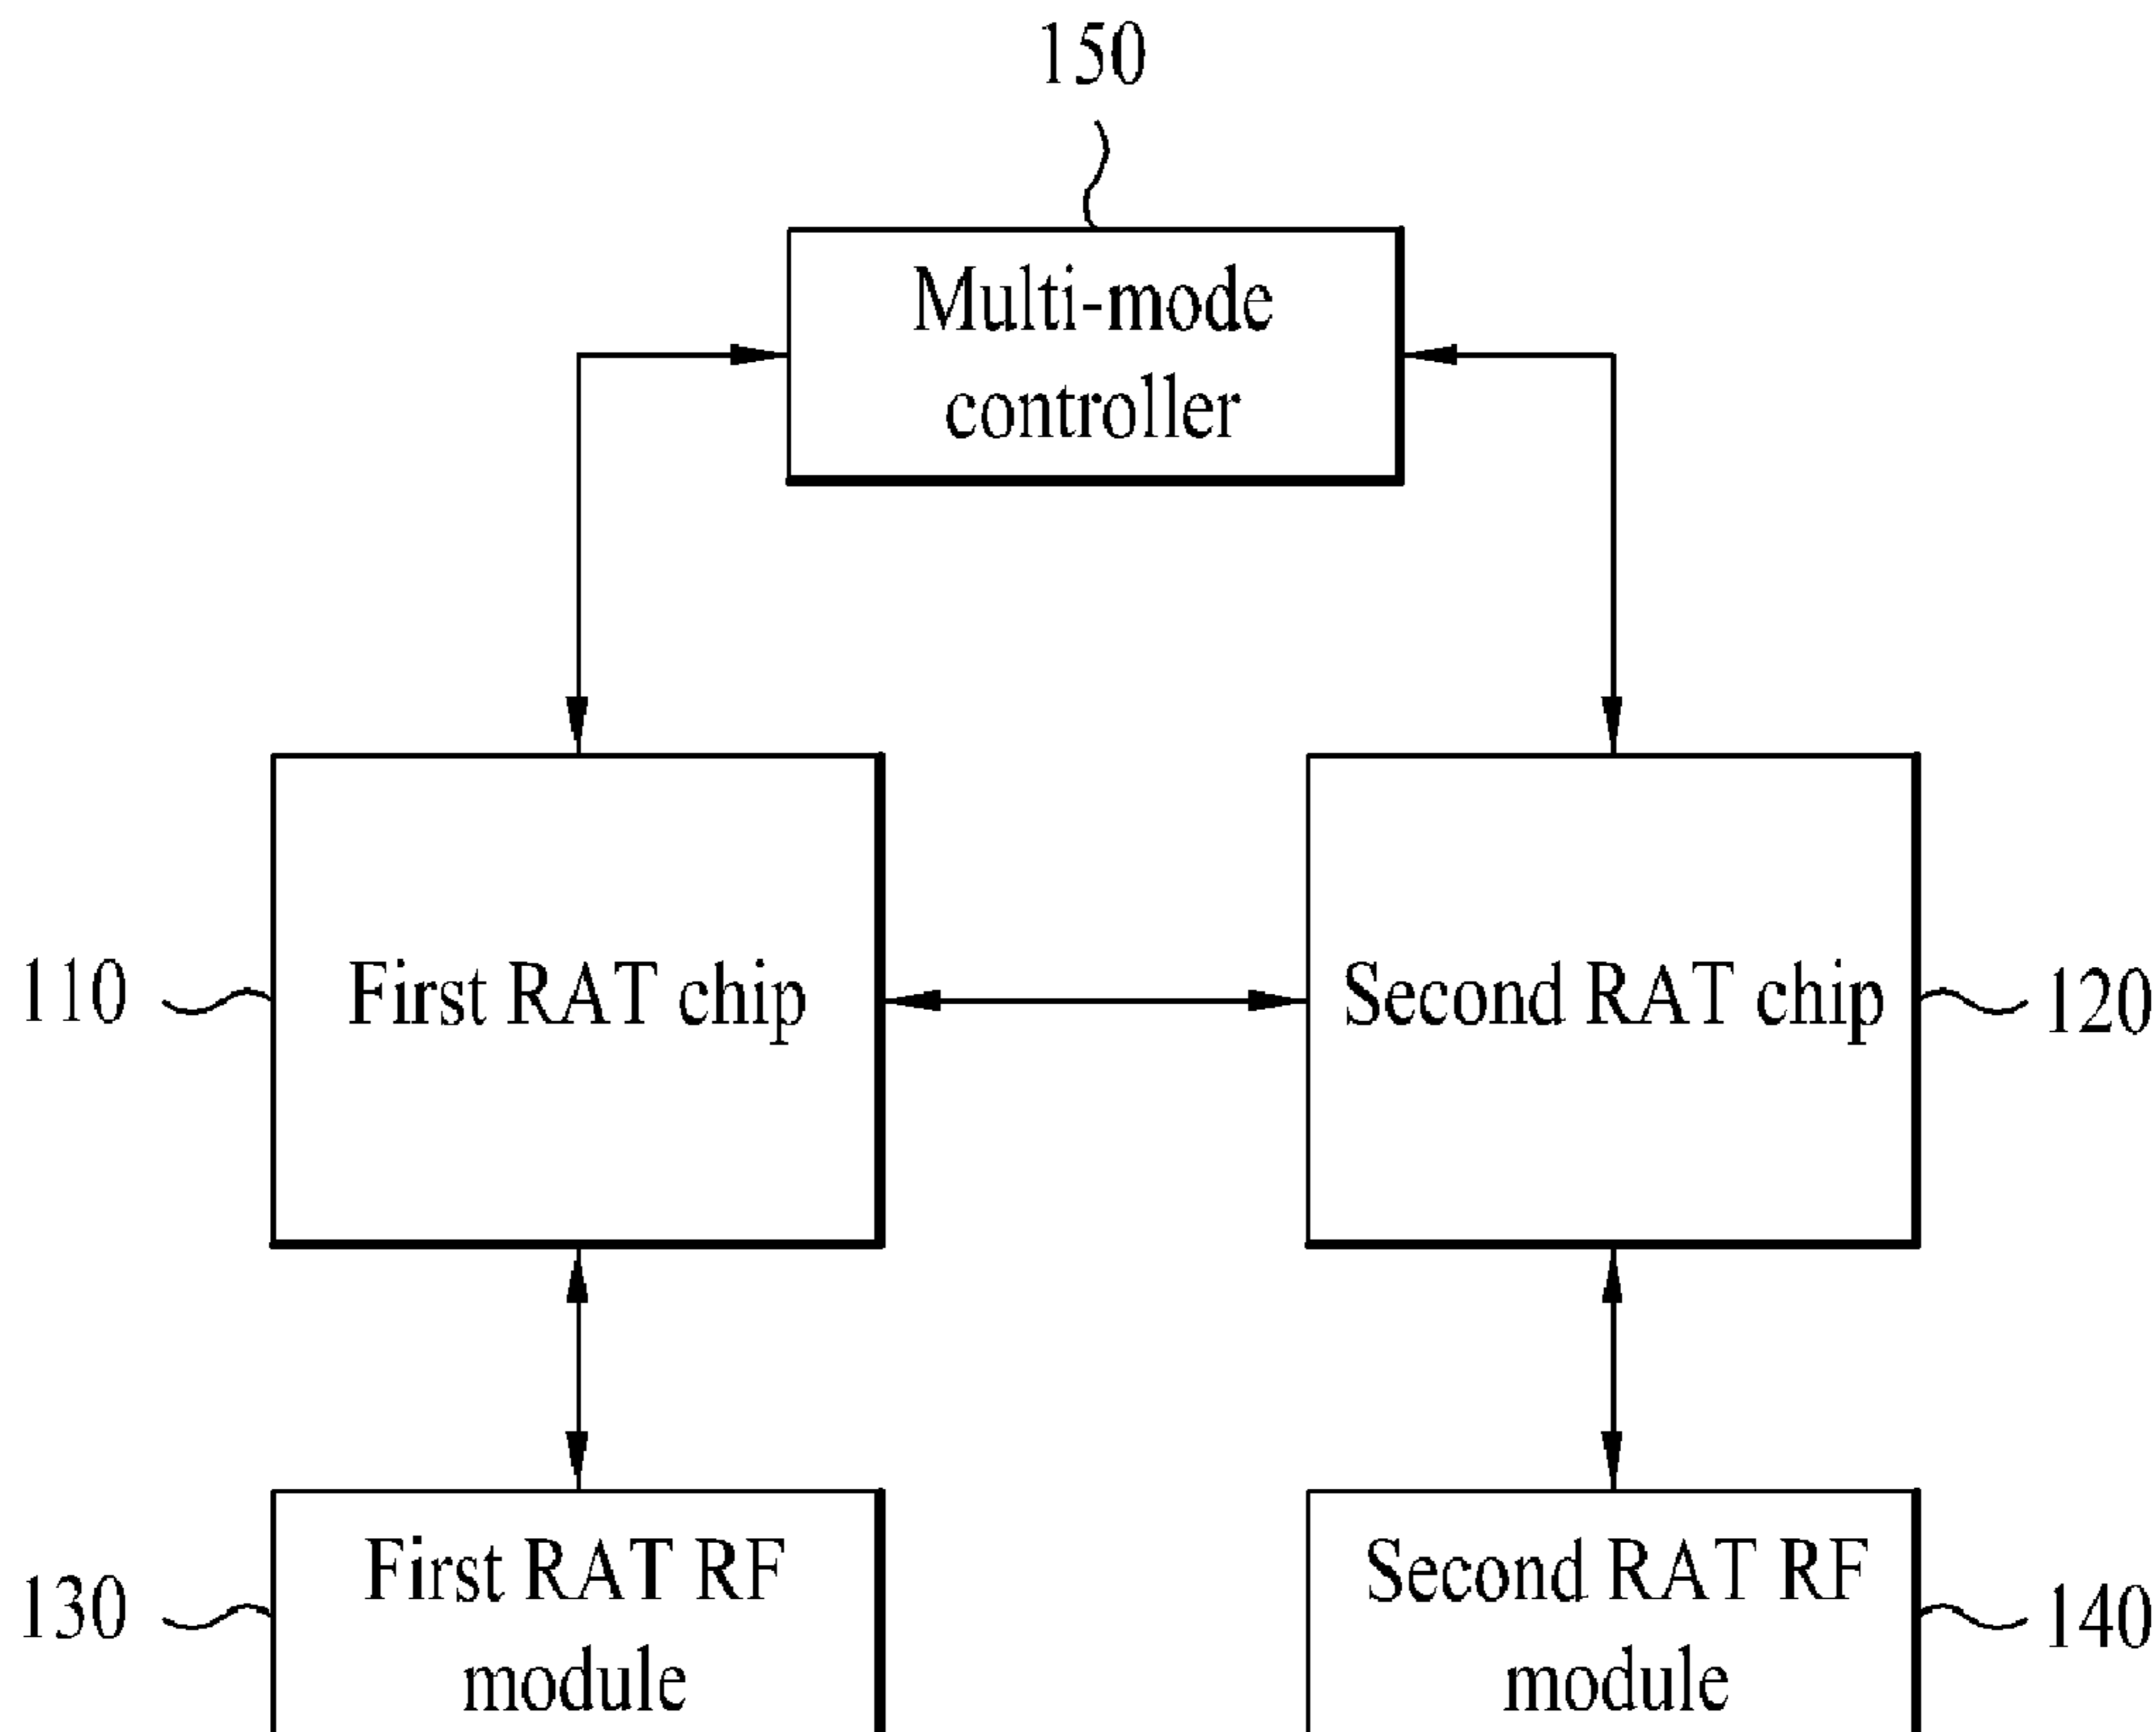 150
Multi-mode
controller
110
First RAT chip
Second RAT chip
120
130
First RAT RF
module
Second RAT RF
module
140